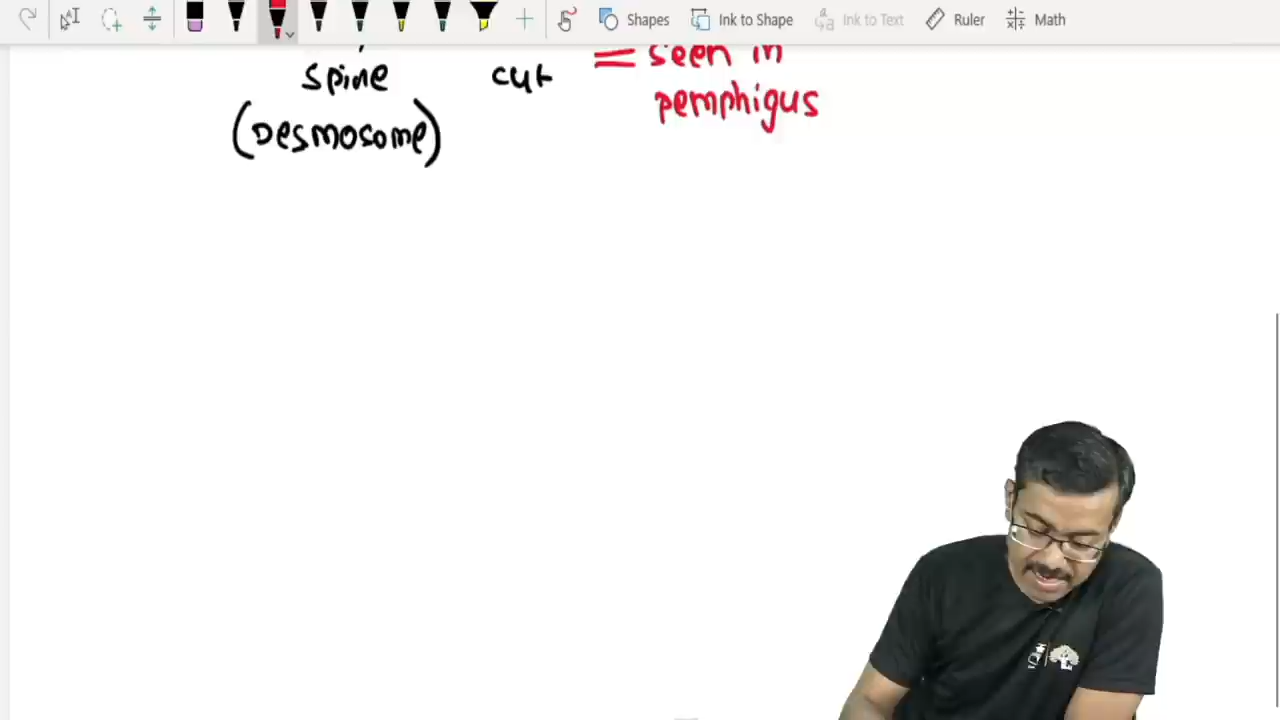 Shapes Ink to Shape Ink to Text Ruler Math
spine cut = seen in
(Desmosome) pemphigus